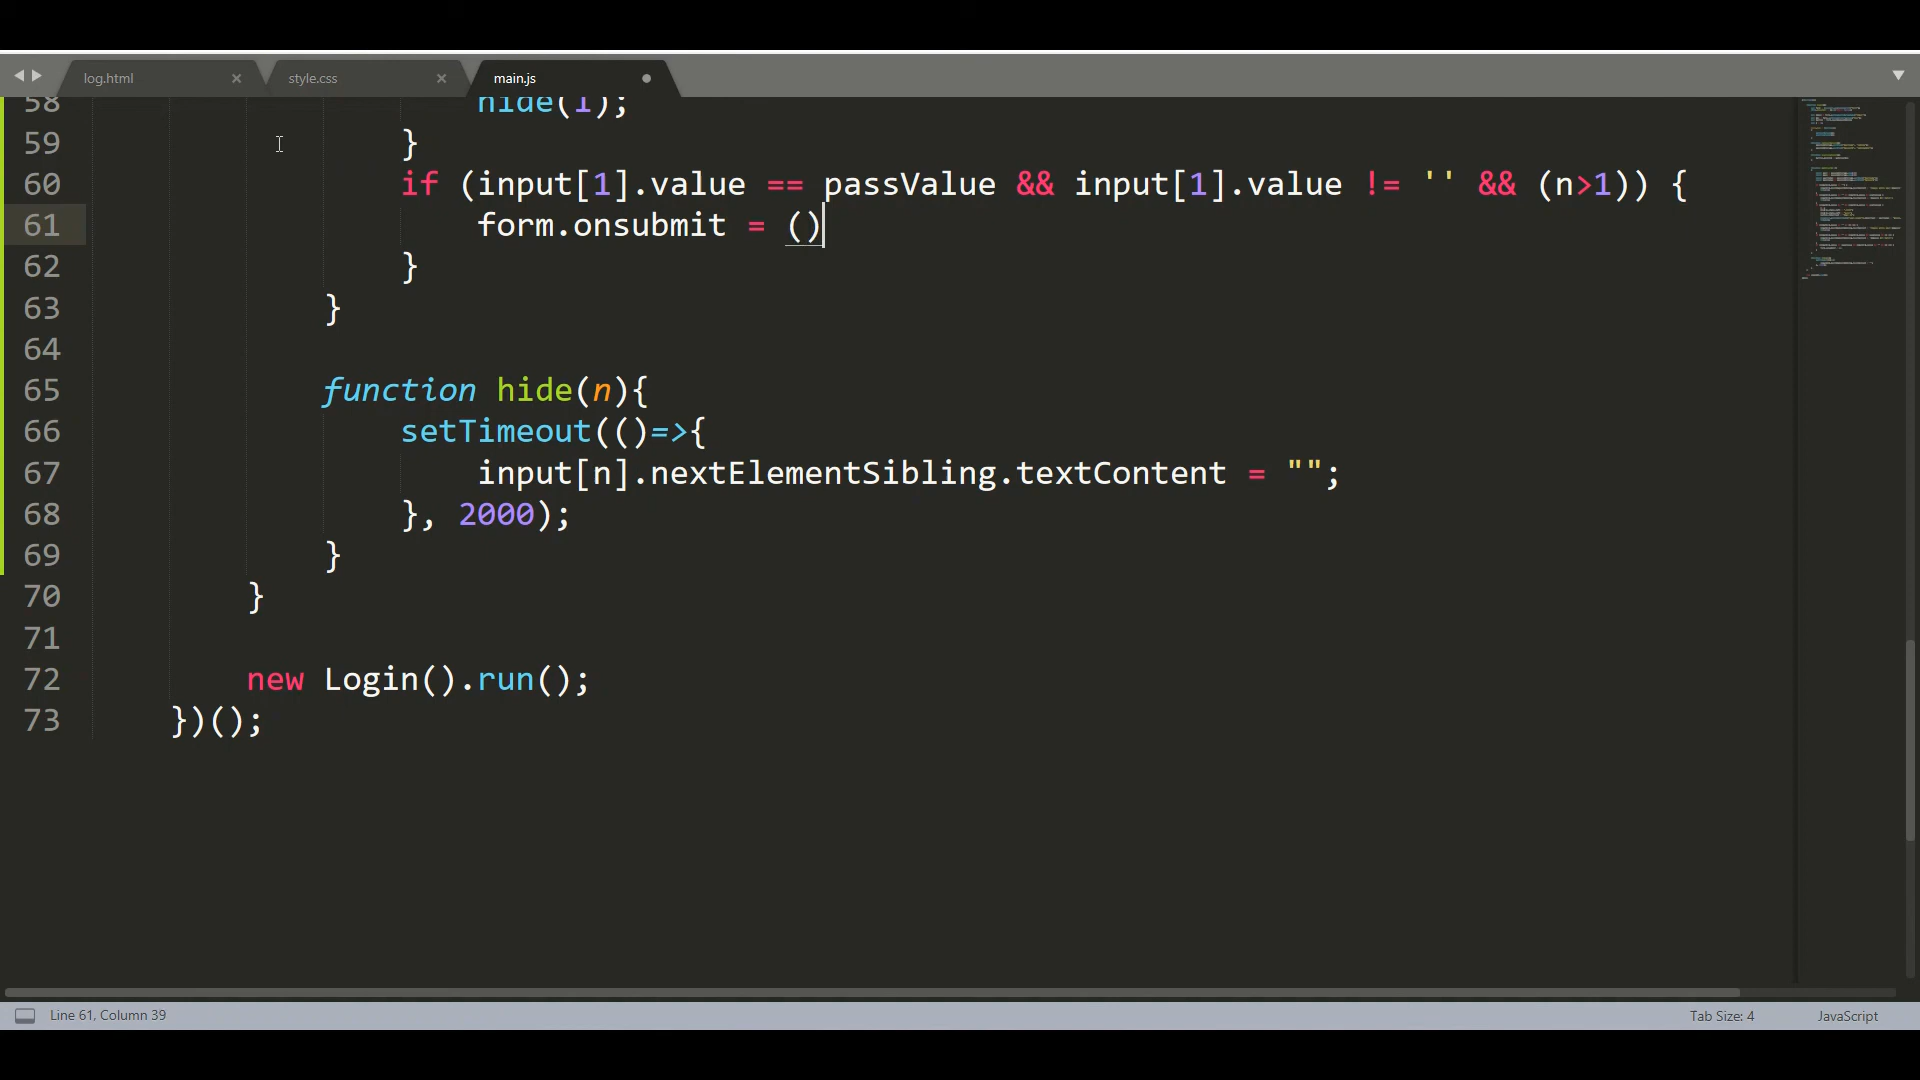 log.html × style.css × main.js
58 hide(1);
59 }
60 if (input[1].value == passValue && input[1].value != '' && (n>1)) {
61 form.onsubmit = ()
62 }
63 }
64
65 function hide(n){
66 setTimeout(()=>{
67 input[n].nextElementSibling.textContent = "";
68 }, 2000);
69 }
70 }
71
72 new Login().run();
73 })();
Line 61, Column 39 Tab Size: 4 JavaScript